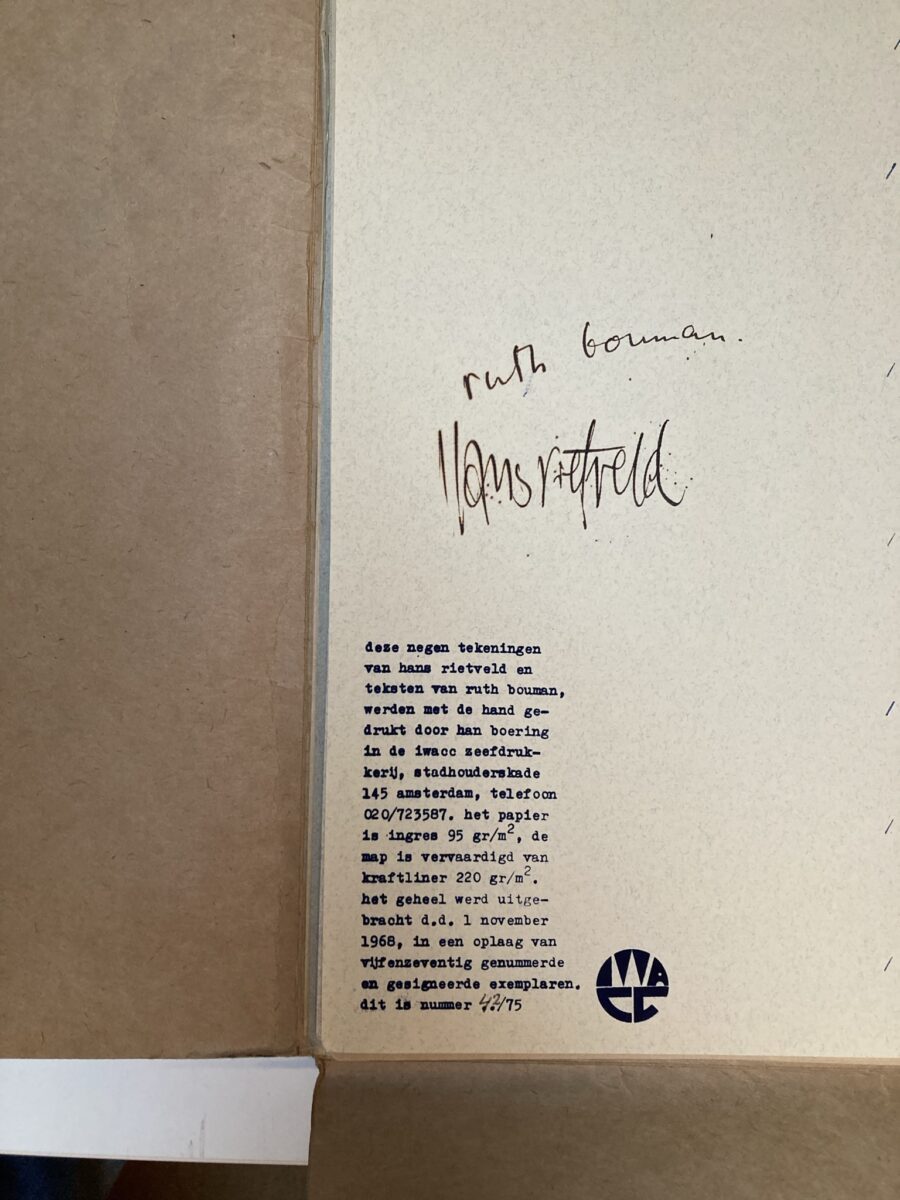 ruth bouman.
Hans rietveld
deze negen tekeningen
van hans rietveld en
teksten van ruth bouman,
werden met de hand ge-
drukt door han boering
in de iwacc zeefdruk-
kerij, stadhouderskade
145 amsterdam, telefoon
020/723587. het papier
is ingres 95 gr/m², de
map is vervaardigd van
kraftliner 220 gr/m².
het geheel werd uitge-
bracht d.d. 1 november
1968, in een oplaag van
vijfenzeventig genummerde
en gesigneerde exemplaren.
dit is nummer 42/75
IWA
CC